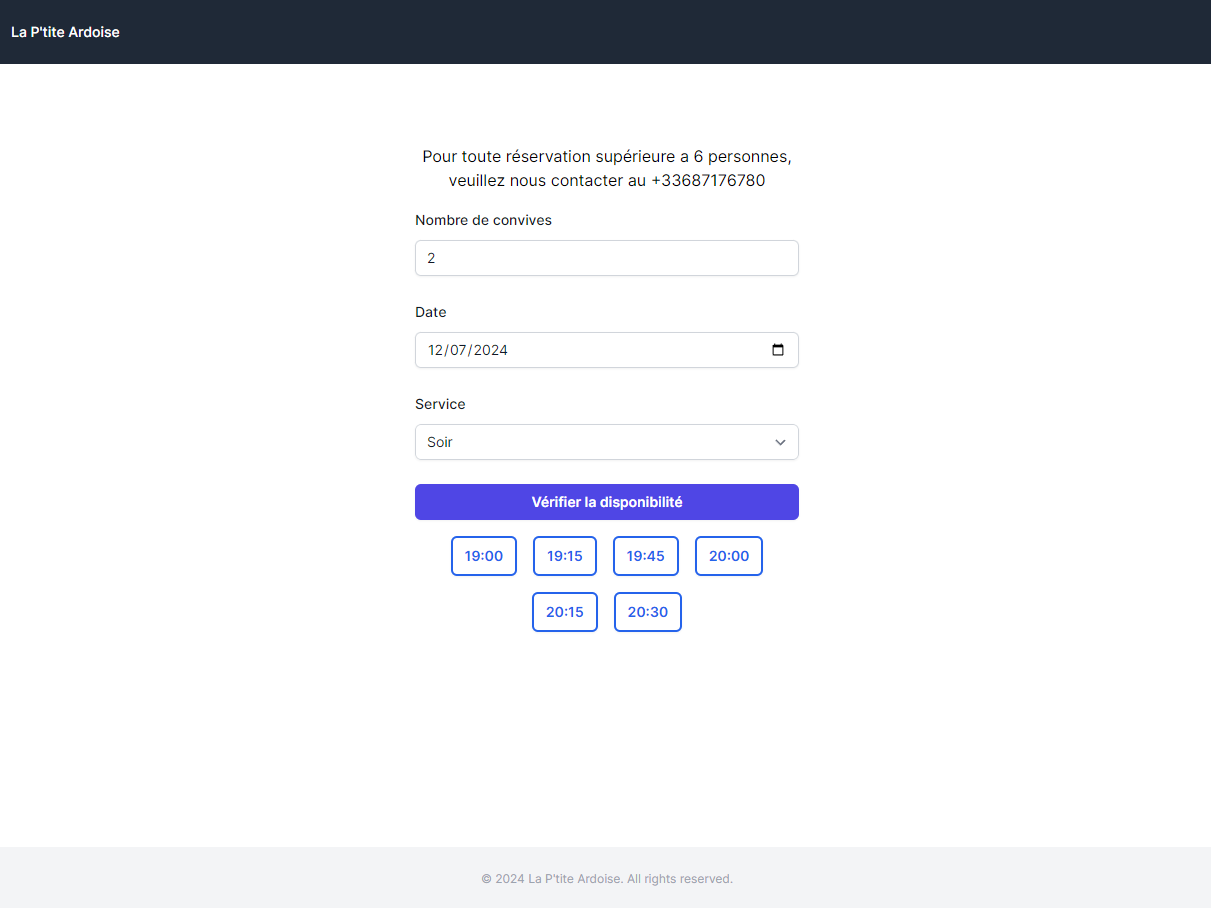 La P'tite Ardoise
Pour toute réservation supérieure a 6 personnes,
veuillez nous contacter au +33687176780
Nombre de convives
2
Date
12/07/2024
Service
Soir
Vérifier la disponibilité
19:00 19:15 19:45 20:00
20:15 20:30
© 2024 La P'tite Ardoise. All rights reserved.